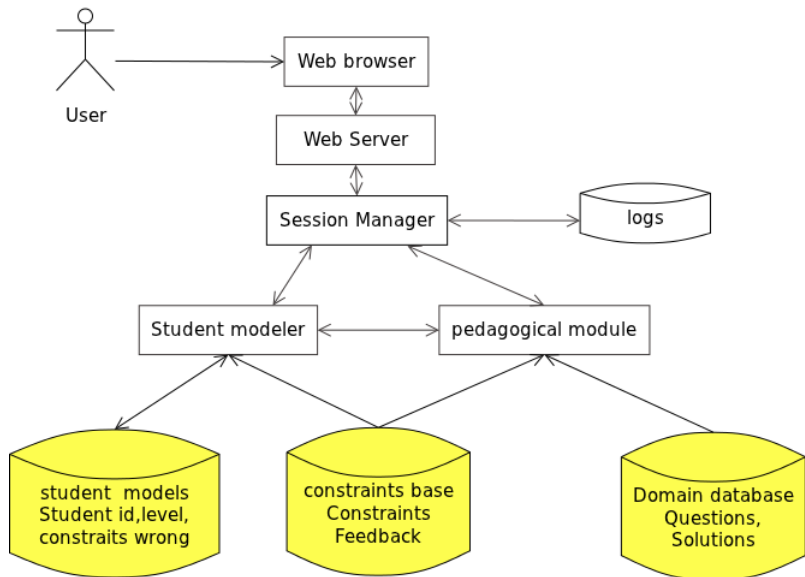 Web browser
User
Web Server
Session Manager
logs
Student modeler
pedagogical module
student models
Student id,level,
constraits wrong
constraints base
Constraints
Feedback
Domain database
Questions,
Solutions